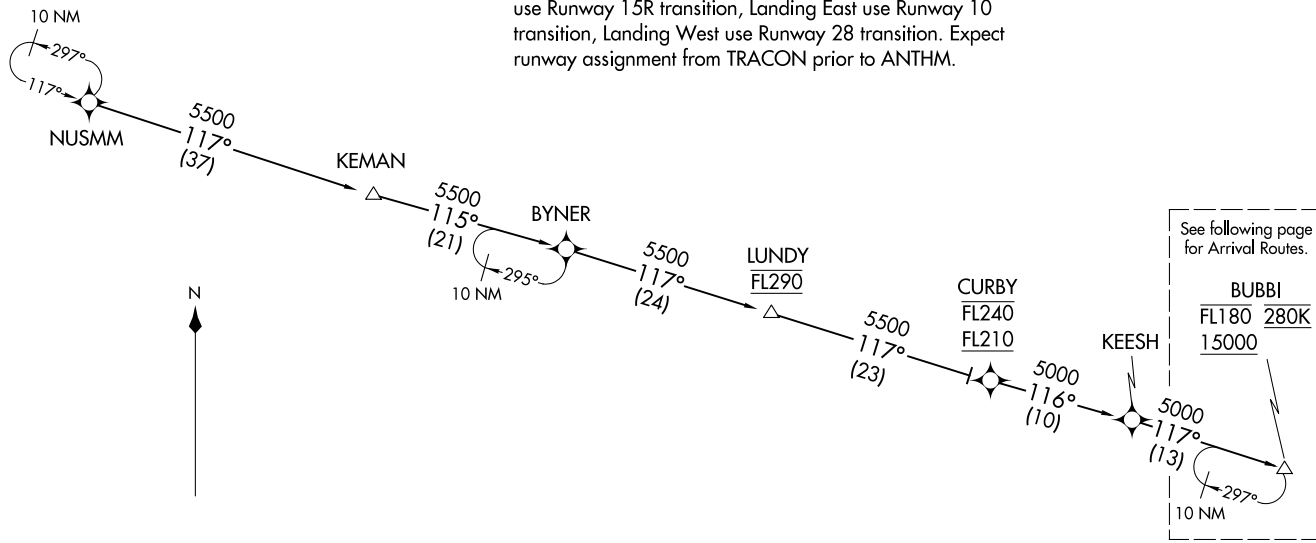 use Runway 15R transition, Landing East use Runway 10
transition, Landing West use Runway 28 transition. Expect
runway assignment from TRACON prior to ANTHM.
10 NM
297°
117°
NUSMM
5500
117°
(37)
KEMAN
5500
115°
(21)
BYNER
295°
10 NM
5500
117°
(24)
LUNDY
FL290
5500
117°
(23)
CURBY
FL240
FL210
5000
116°
(10)
KEESH
See following page
for Arrival Routes.
BUBBI
FL180 280K
15000
5000
117°
(13)
297°
10 NM
N